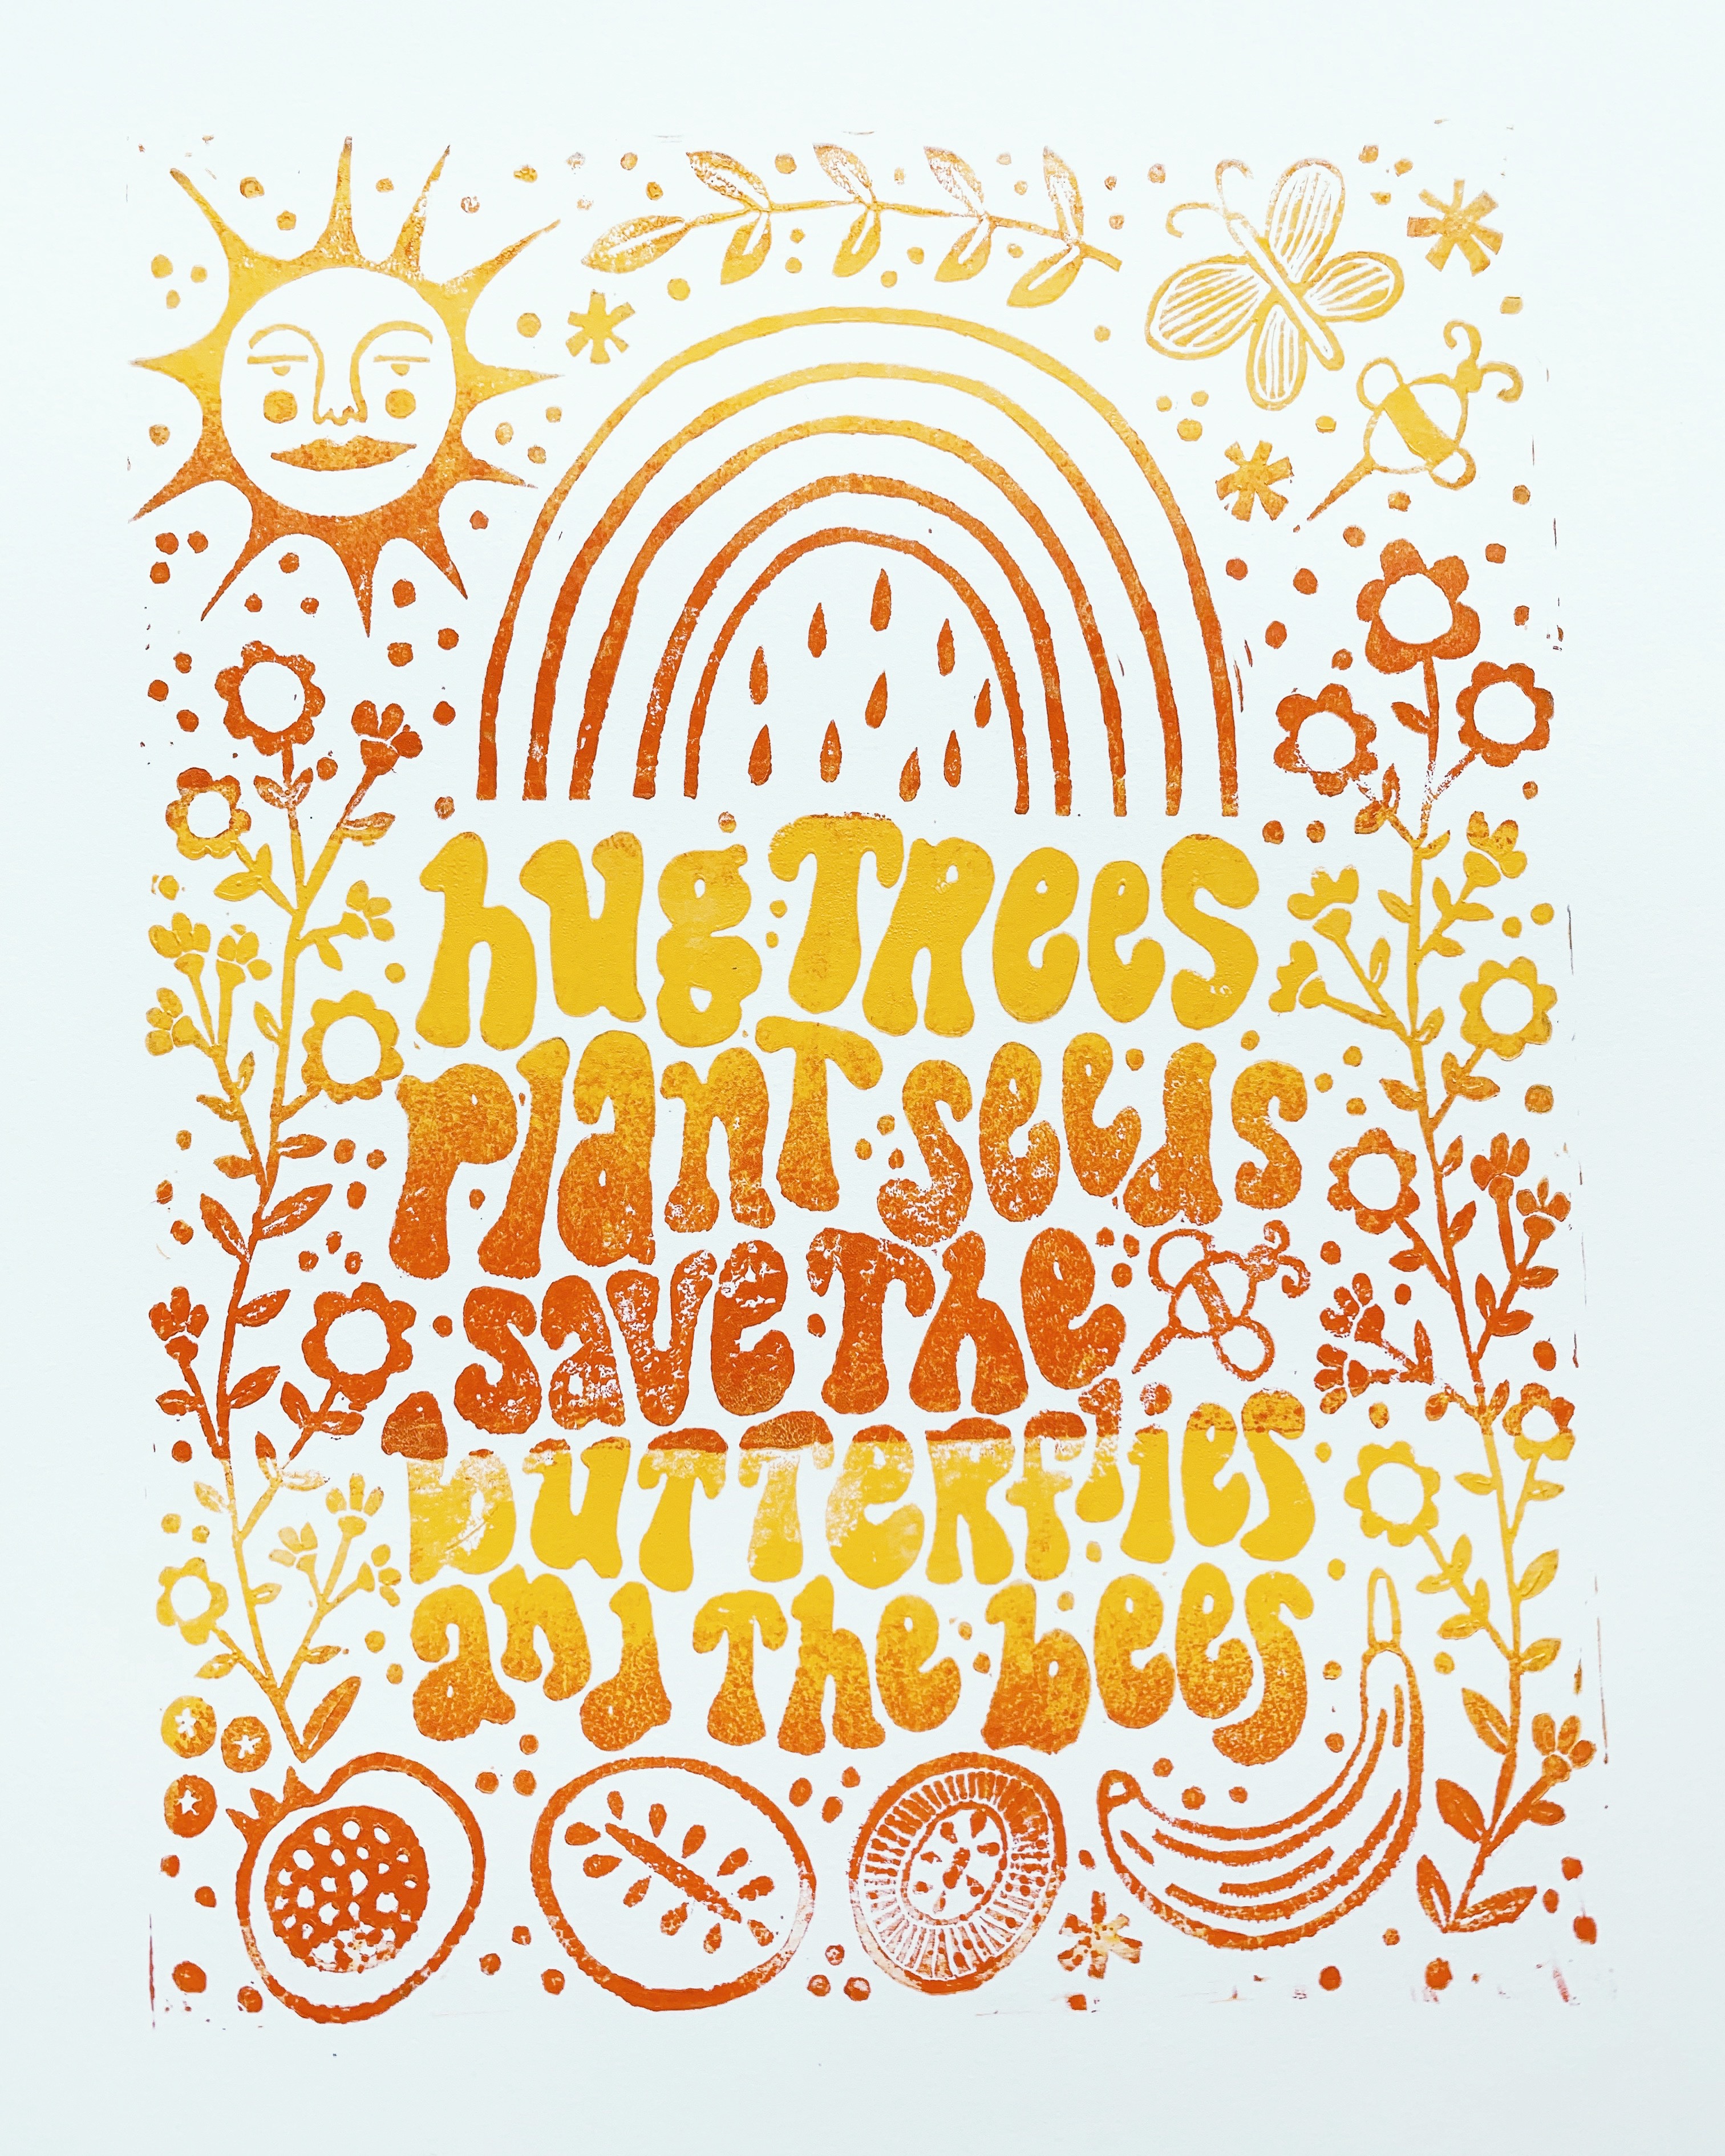 hug TRees
planT seeds
save The
buTTeRflies
and The bees